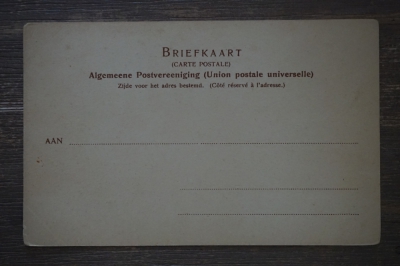 BRIEFKAART
(CARTE POSTALE)
Algemeene Postvereeniging (Union postale universelle)
Zijde voor het adres bestemd. (Côté réservé à l'adresse.)
AAN